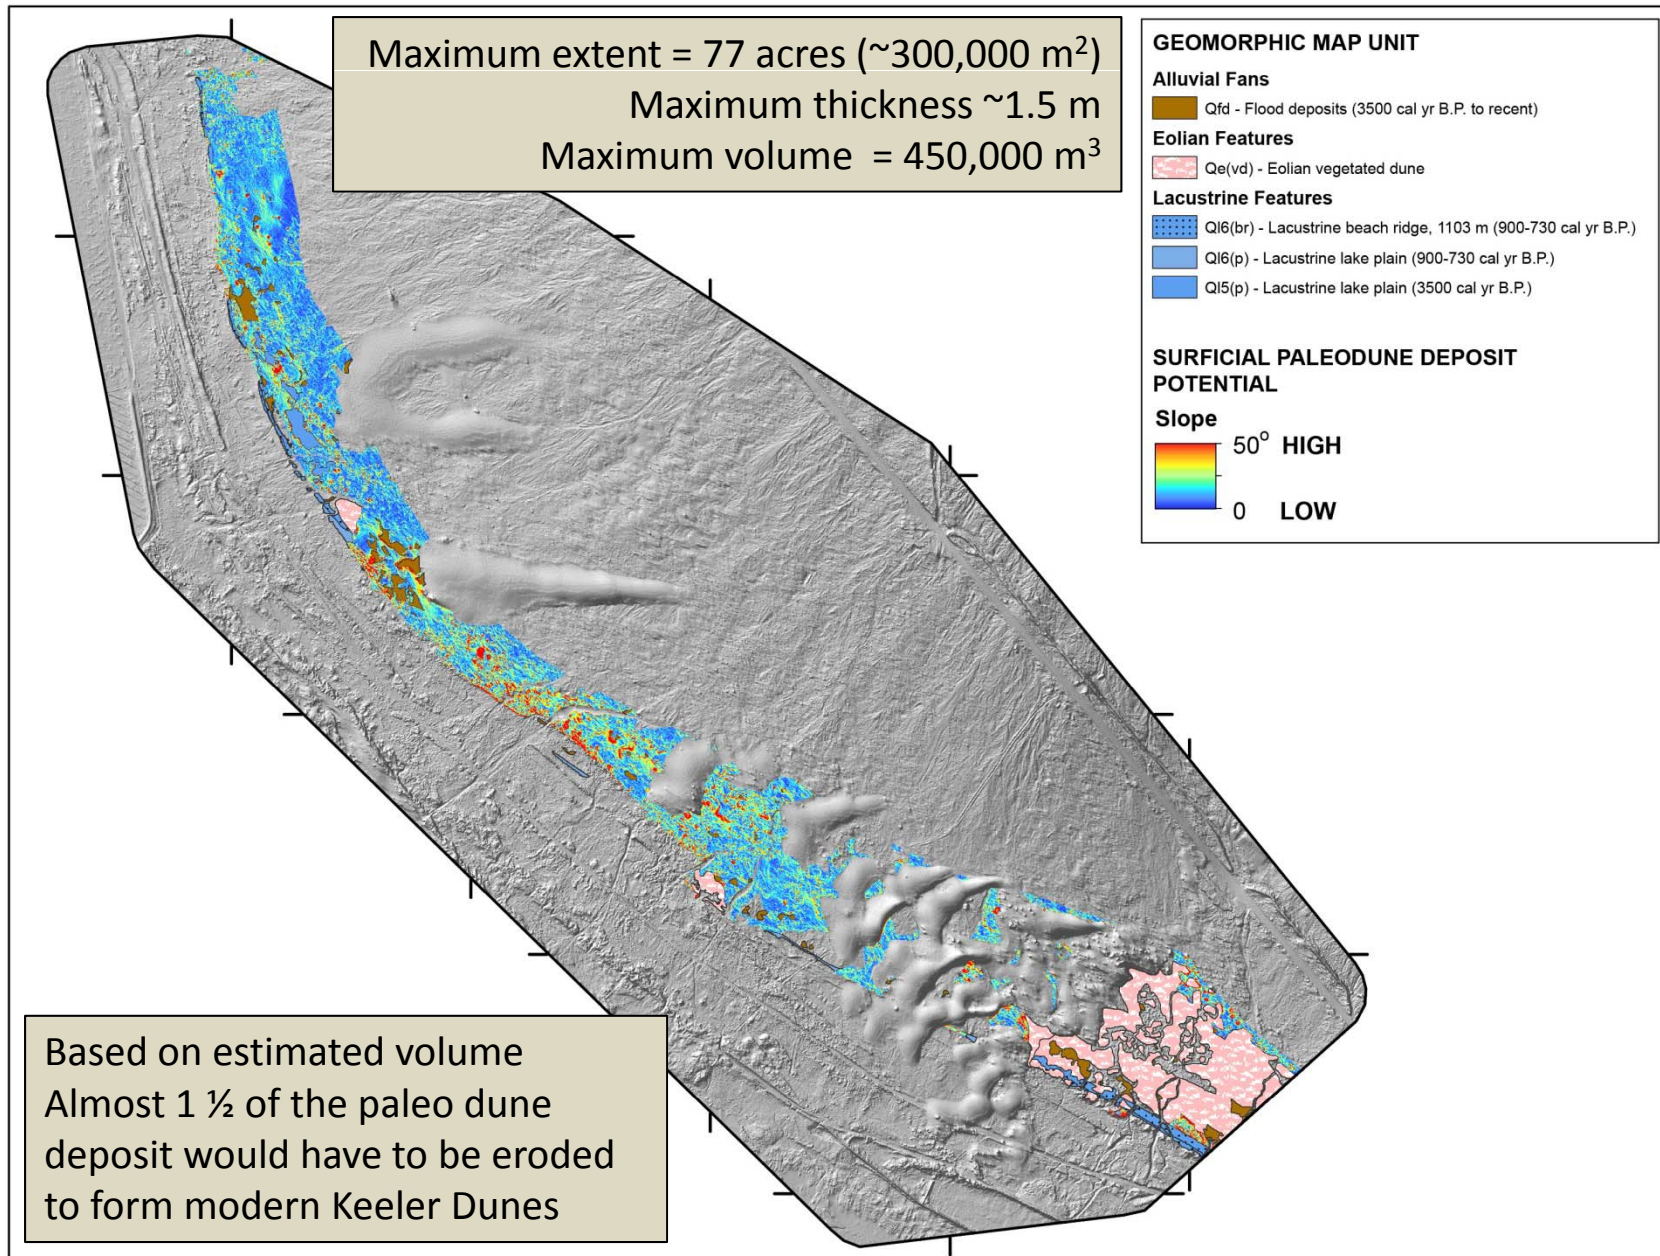 Maximum extent = 77 acres (~300,000 m²)
Maximum thickness ~1.5 m
Maximum volume = 450,000 m³
GEOMORPHIC MAP UNIT
Alluvial Fans
Qfd - Flood deposits (3500 cal yr B.P. to recent)
Eolian Features
Qe(vd) - Eolian vegetated dune
Lacustrine Features
Ql6(br) - Lacustrine beach ridge, 1103 m (900-730 cal yr B.P.)
Ql6(p) - Lacustrine lake plain (900-730 cal yr B.P.)
Ql5(p) - Lacustrine lake plain (3500 cal yr B.P.)
SURFICIAL PALEODUNE DEPOSIT
POTENTIAL
Slope
50° HIGH
0 LOW
Based on estimated volume
Almost 1 ½ of the paleo dune
deposit would have to be eroded
to form modern Keeler Dunes